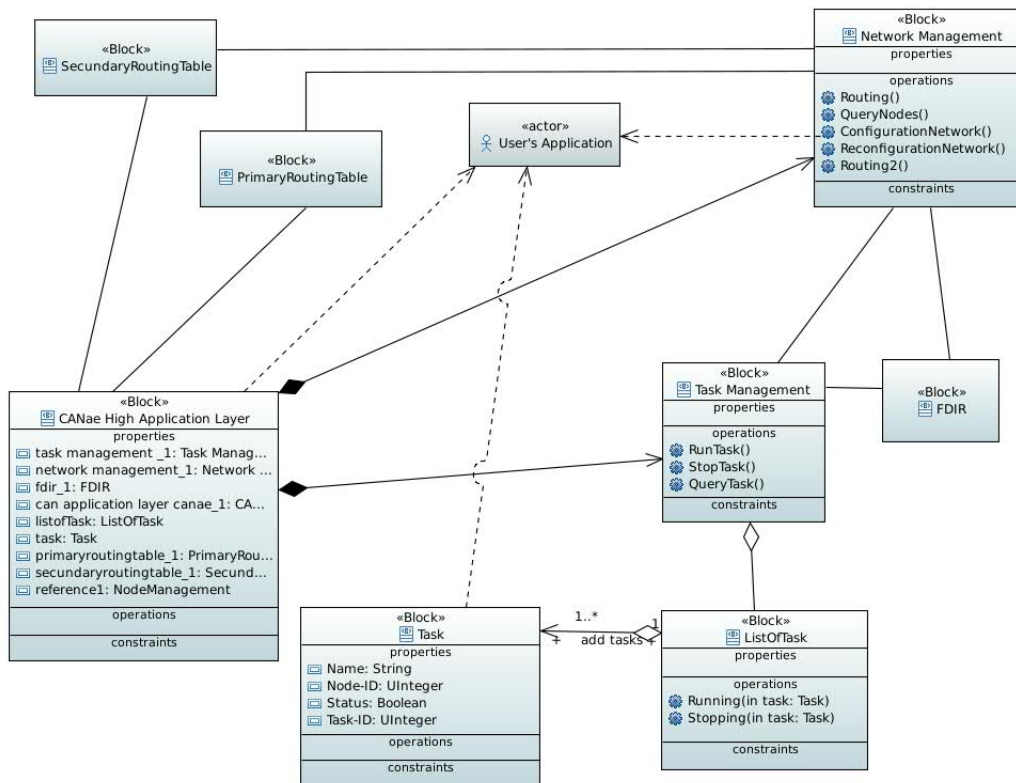 «Block»
SecundaryRoutingTable
«Block»
PrimaryRoutingTable
«actor»
User's Application
«Block»
Network Management
properties
operations
Routing()
QueryNodes()
ConfigurationNetwork()
ReconfigurationNetwork()
Routing2()
constraints
«Block»
CANae High Application Layer
properties
task management _1: Task Manag...
network management_1: Network ...
fdir_1: FDIR
can application layer canae_1: CA...
listofTask: ListOfTask
task: Task
primaryroutingtable_1: PrimaryRou...
secundaryroutingtable_1: Secund...
reference1: NodeManagement
operations
constraints
«Block»
Task Management
properties
operations
RunTask()
StopTask()
QueryTask()
constraints
«Block»
FDIR
«Block»
Task
properties
Name: String
Node-ID: UInteger
Status: Boolean
Task-ID: UInteger
operations
constraints
1..*
1
+ add tasks +
«Block»
ListOfTask
properties
operations
Running(in task: Task)
Stopping(in task: Task)
constraints